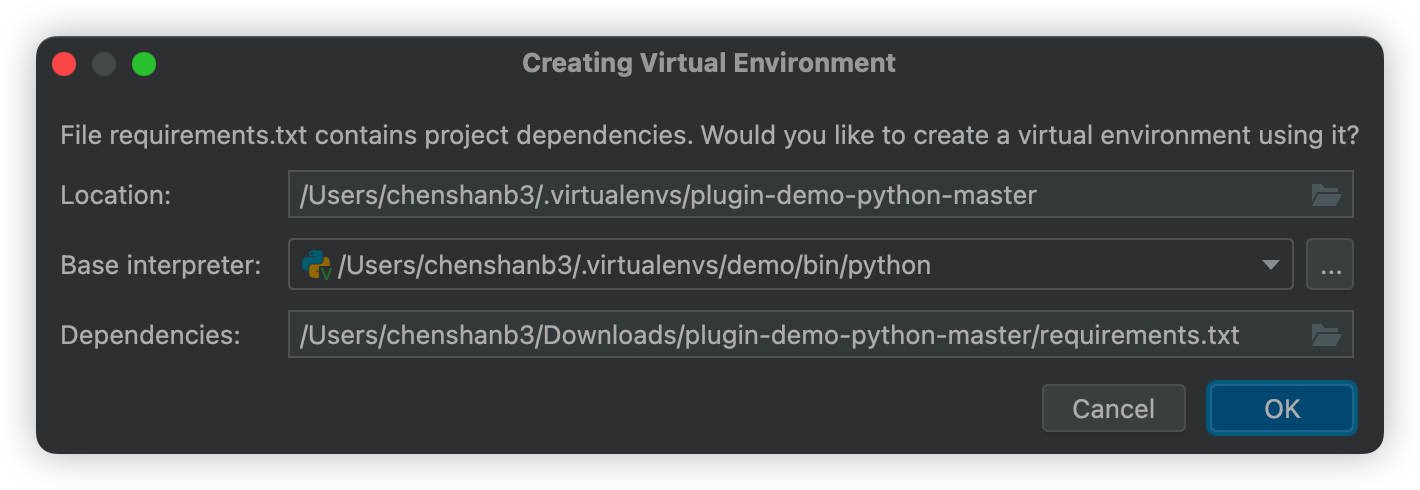 Creating Virtual Environment
File requirements.txt contains project dependencies. Would you like to create a virtual environment using it?
Location: /Users/chenshanb3/.virtualenvs/plugin-demo-python-master
Base interpreter: V /Users/chenshanb3/.virtualenvs/demo/bin/python ...
Dependencies: /Users/chenshanb3/Downloads/plugin-demo-python-master/requirements.txt
Cancel OK